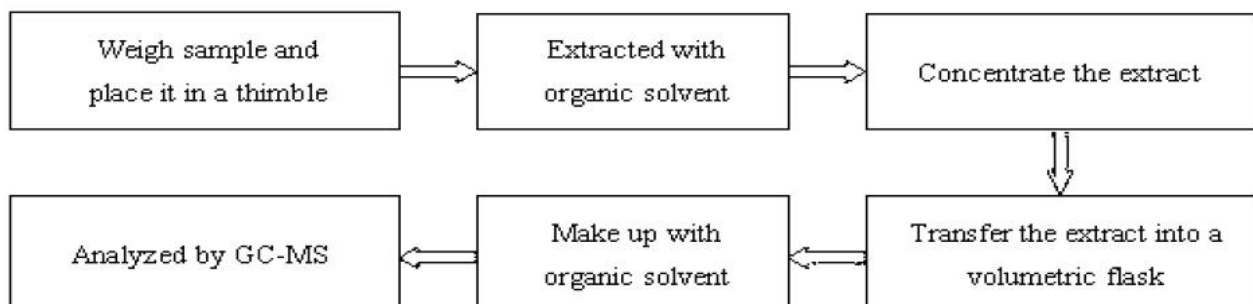 Weigh sample and
place it in a thimble
Extracted with
organic solvent
Concentrate the extract
Transfer the extract into a
volumetric flask
Make up with
organic solvent
Analyzed by GC-MS